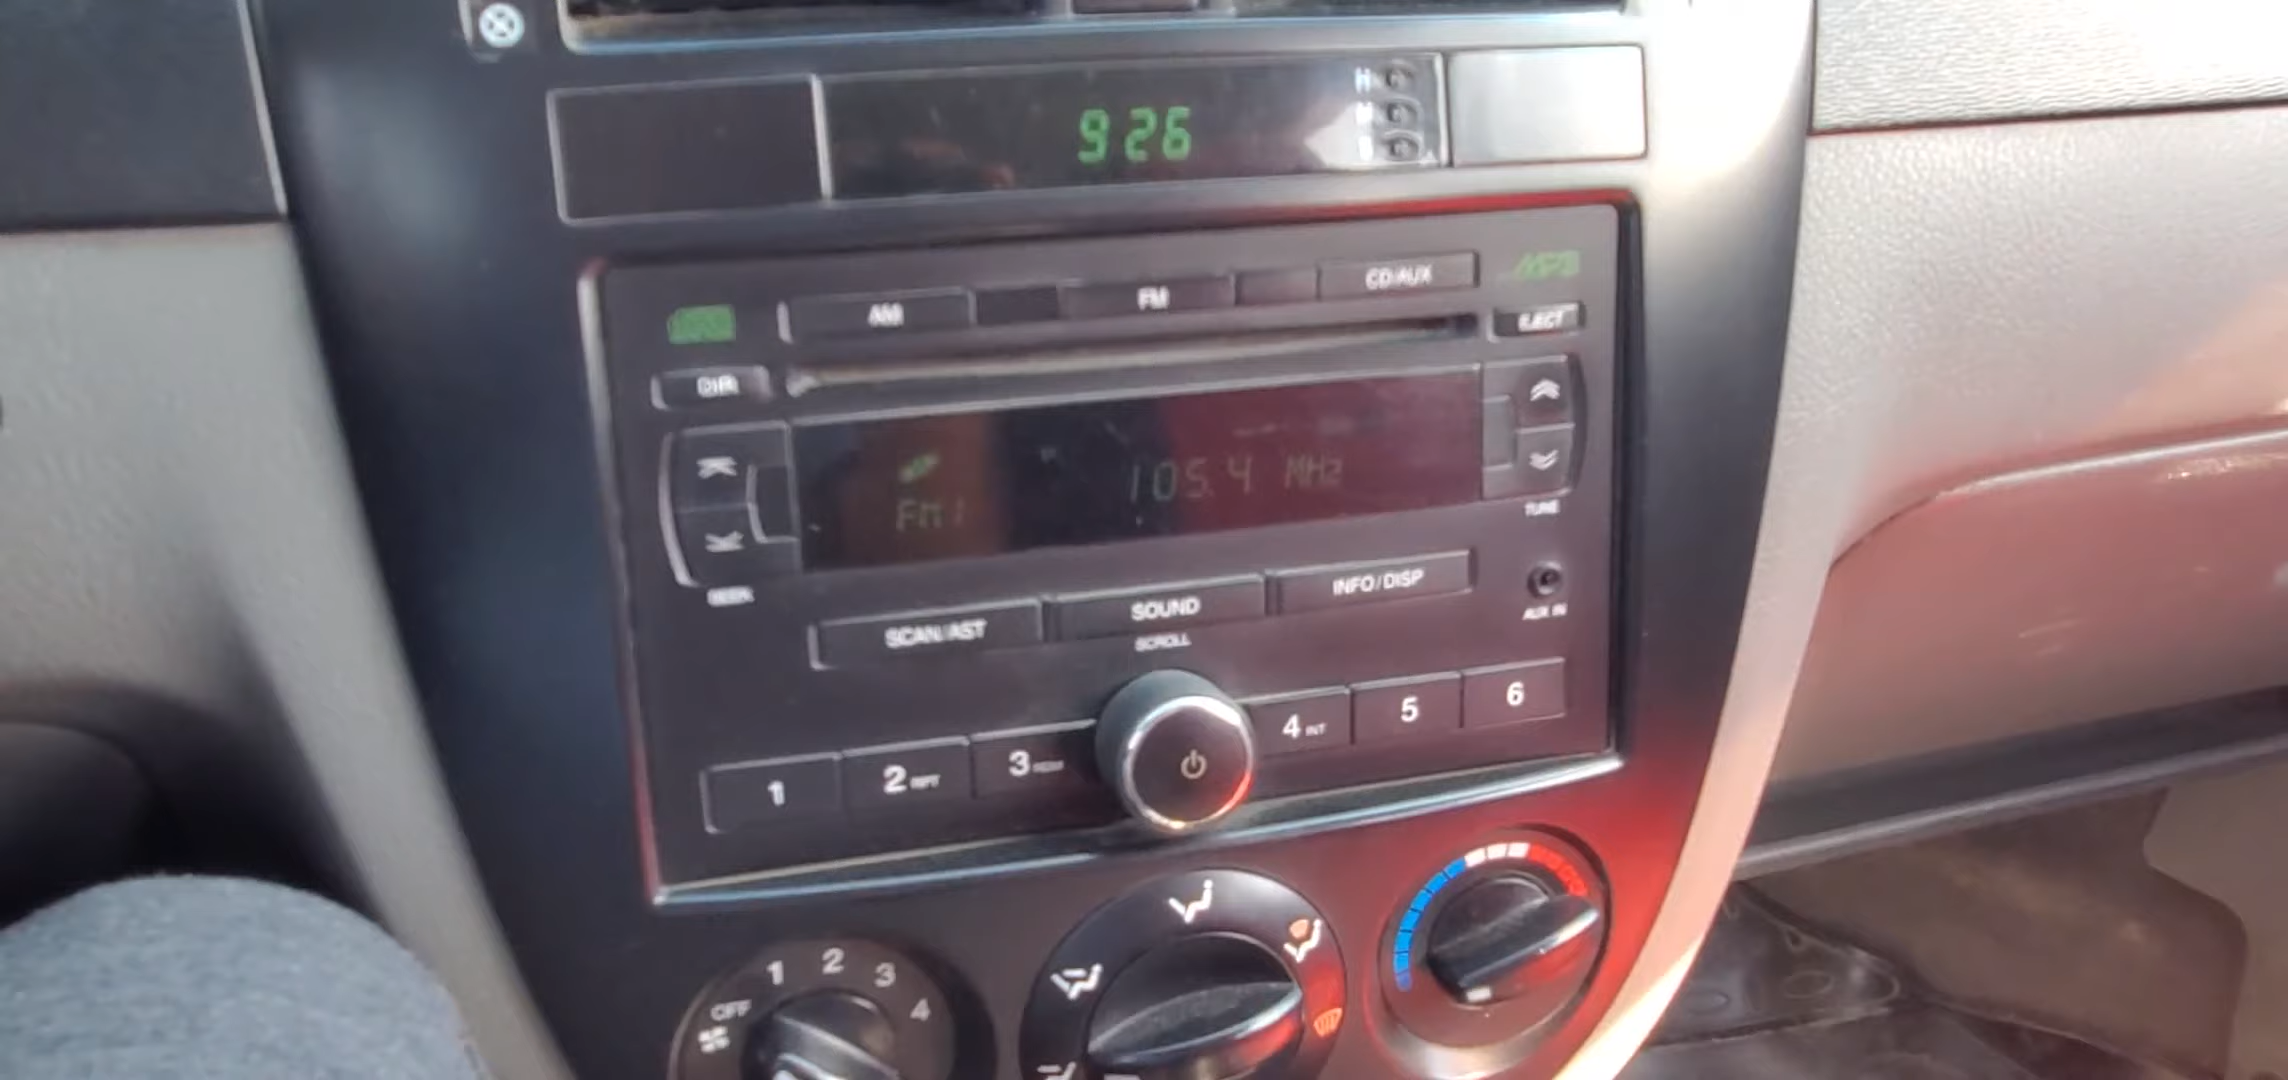 H
9 26
M
AM
FM
CD/AUX
MP3
EJECT
DIR
105.4 MHz
FM1
TUNE
SEEK
INFO/DISP
SOUND
SCAN/AST
AUX IN
SCROLL
1
2 RPT
3 RDM
4 INT
5
6
1 2 3 4
OFF